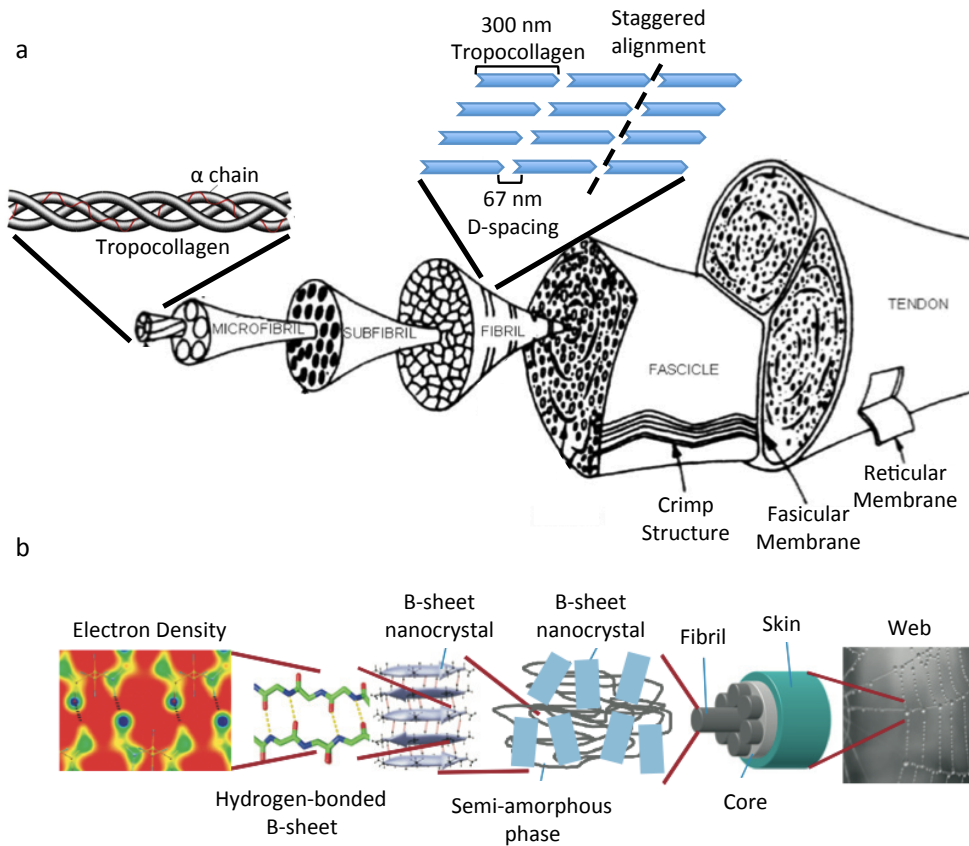 a
300 nm
Tropocollagen
Staggered
alignment
α chain
Tropocollagen
67 nm
D-spacing
MICROFIBRIL
SUBFIBRIL
FIBRIL
FASCICLE
TENDON
Crimp
Structure
Fasicular
Membrane
Reticular
Membrane
b
Electron Density
B-sheet
nanocrystal
B-sheet
nanocrystal
Fibril
Skin
Web
Hydrogen-bonded
B-sheet
Semi-amorphous
phase
Core